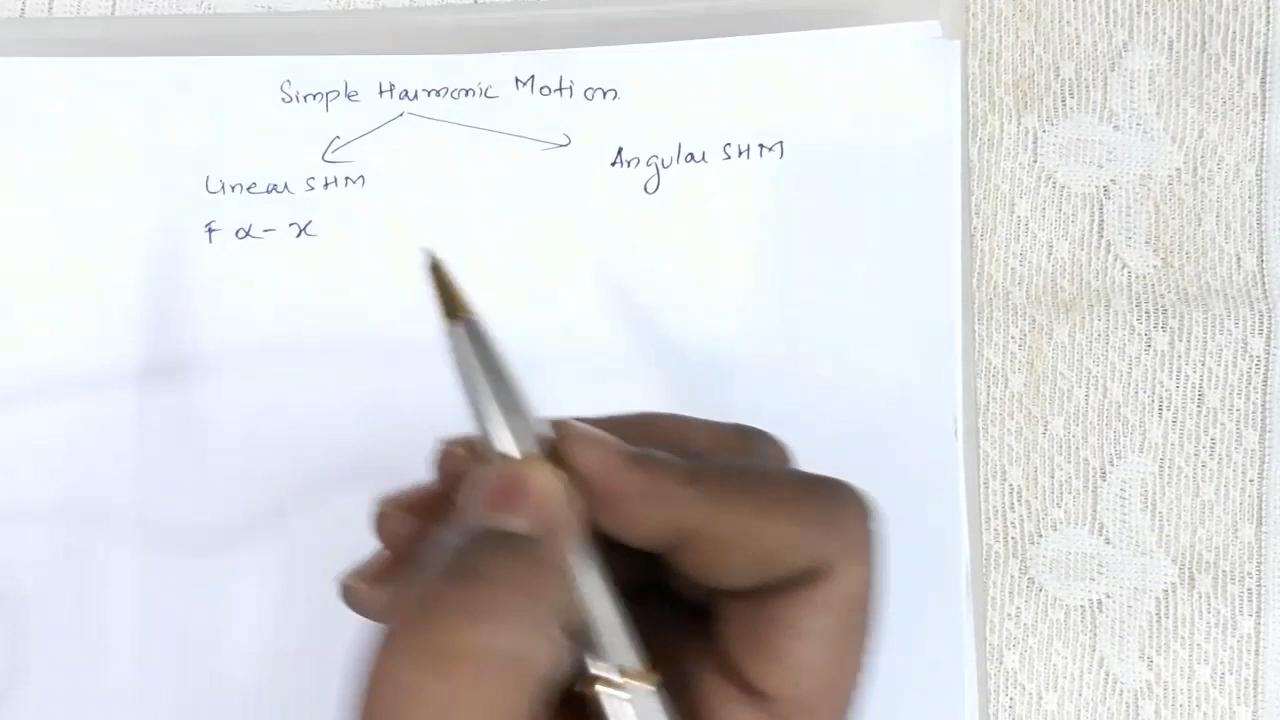 Simple Harmonic Motion.
Linear SHM
Angular SHM
F α - x